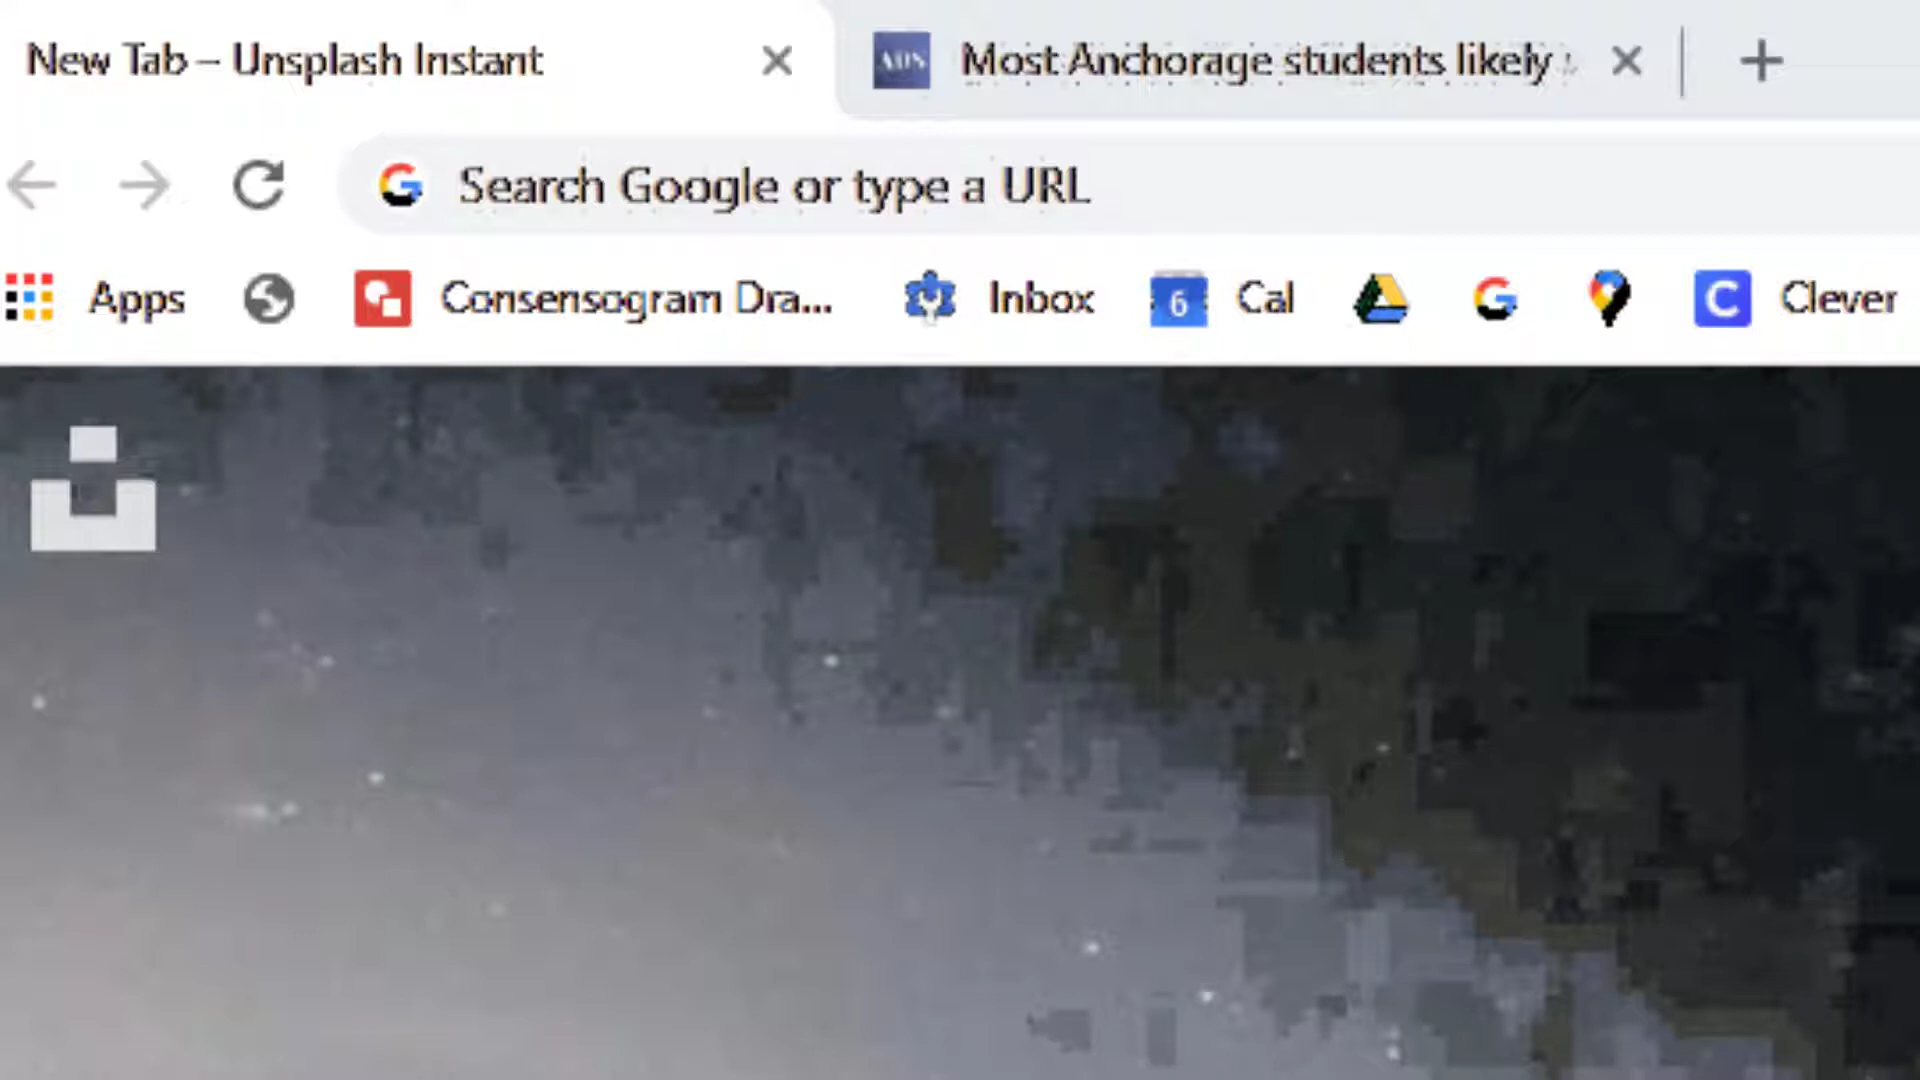 New Tab – Unsplash Instant
ADN Most Anchorage students likely
Search Google or type a URL
Apps Consensogram Dra... Inbox 6 Cal Clever